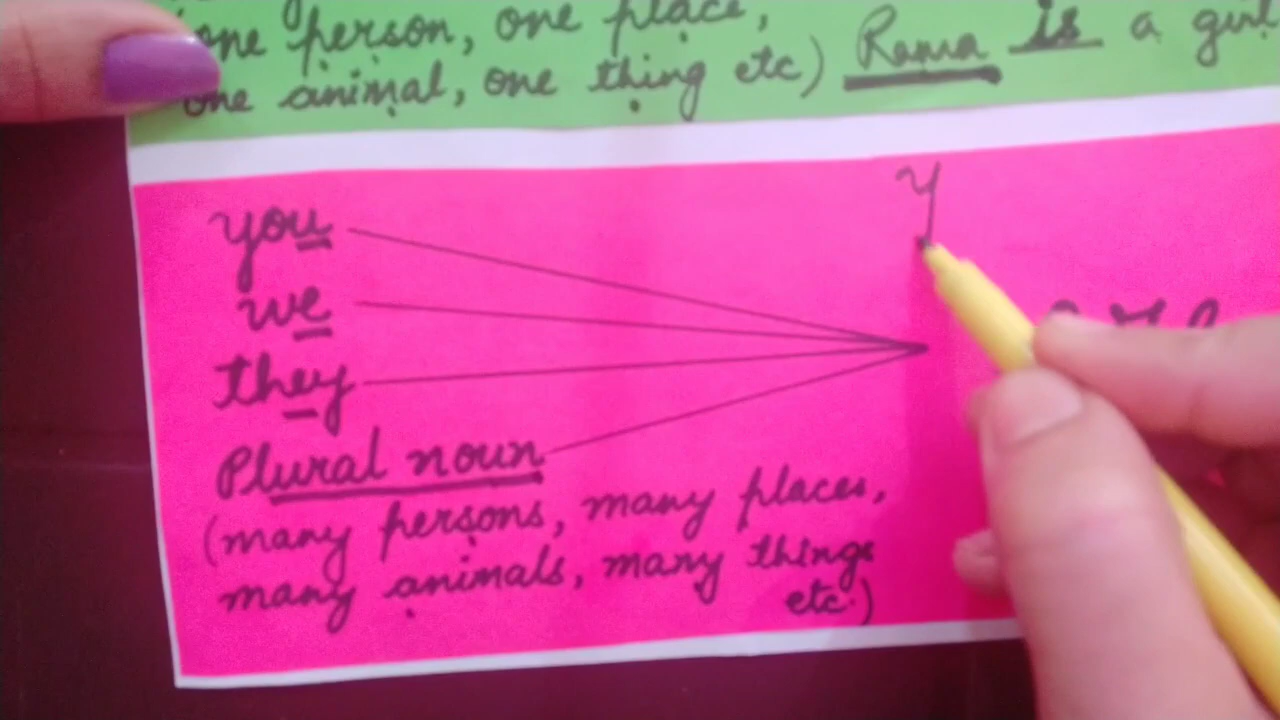 one person, one place,
one animal, one thing etc) Rama is a girl
y
you
we
they
Plural noun
(many persons, many places,
many animals, many things
etc.)